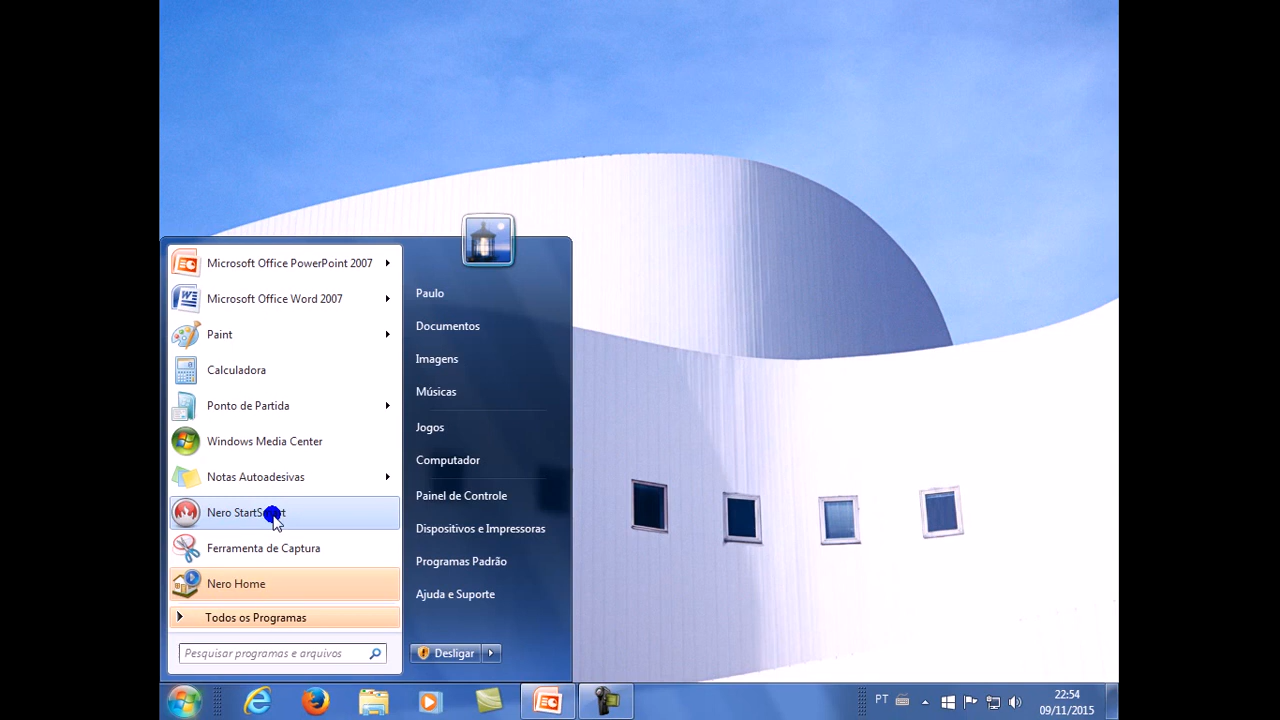 Microsoft Office PowerPoint 2007
Microsoft Office Word 2007
Paint
Calculadora
Ponto de Partida
Windows Media Center
Notas Autoadesivas
Nero
Ferramenta de Captura
Nero Home
Todos os Programas
Pesquisar programas e arquivos
Paulo
Documentos
Imagens
Músicas
Jogos
Computador
Painel de Controle
Dispositivos e Impressoras
Programas Padrão
Ajuda e Suporte
Desligar
PT
22:54
09/11/2015